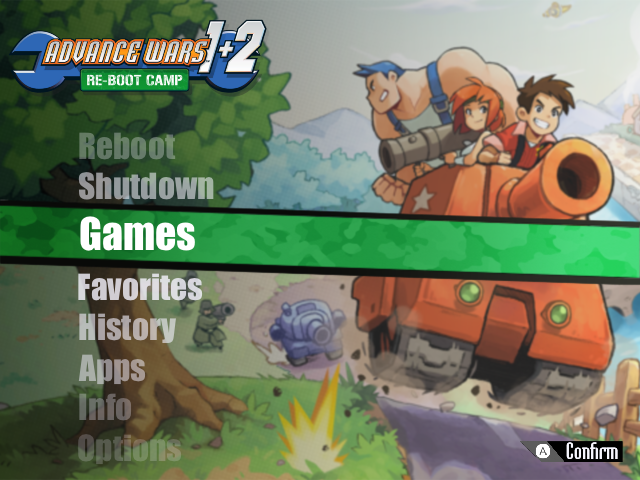 ADVANCE WARS 1+2
RE-BOOT CAMP
Reboot
Shutdown
Games
Favorites
History
Apps
Info
Options
A Confirm